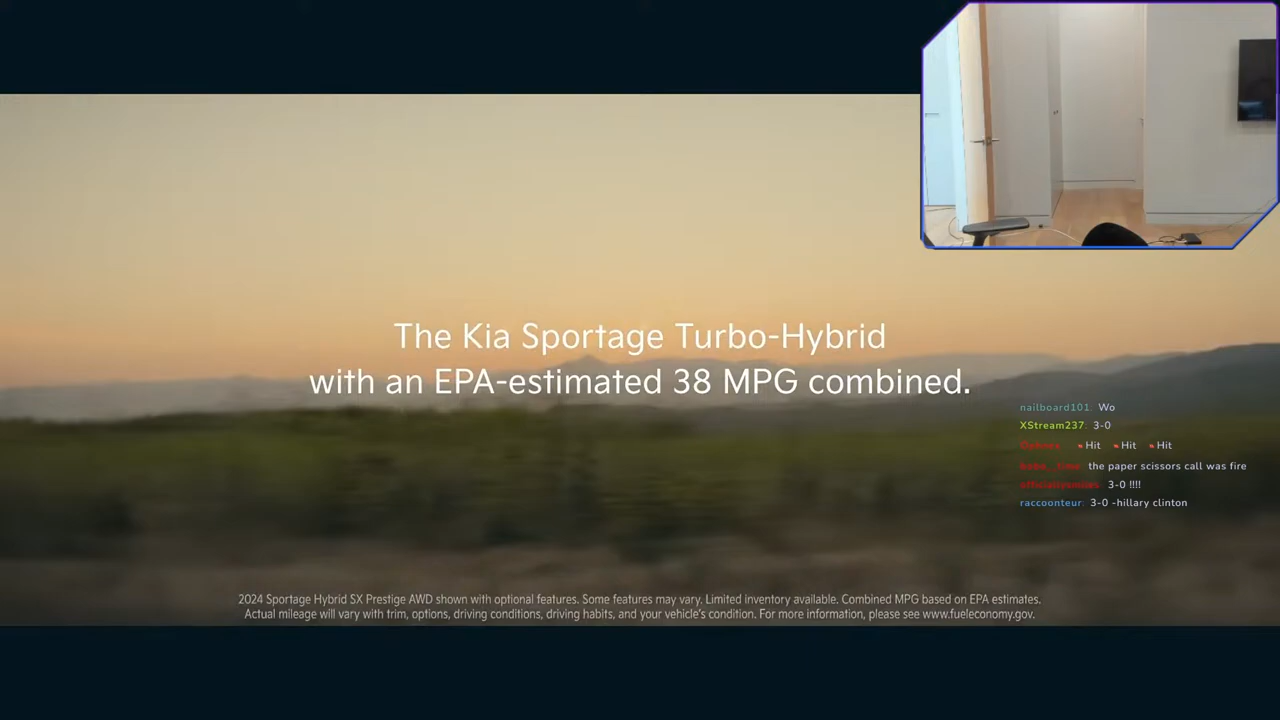 The Kia Sportage Turbo-Hybrid
with an EPA-estimated 38 MPG combined.
nailboard101: Wo
XStream237: 3-0
Hit Hit Hit
the paper scissors call was fire
3-0 !!!!
raccoonteur: 3-0 -hillary clinton
2024 Sportage Hybrid SX Prestige AWD shown with optional features. Some features may vary. Limited inventory available. Combined MPG based on EPA estimates.
Actual mileage will vary with trim, options, driving conditions, driving habits, and your vehicle's condition. For more information, please see www.fueleconomy.gov.